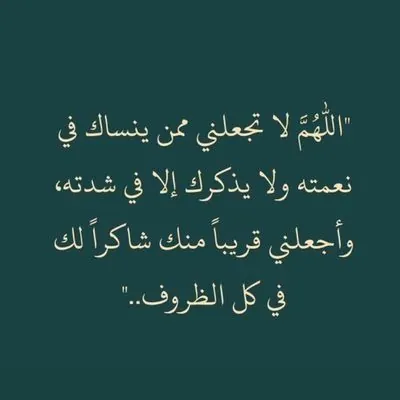 "اللّٰهُمَّ لا تجعلني ممن ينساك في
نعمته ولا يذكرك إلا في شدته،
وأجعلني قريباً منك شاكراً لك
في كل الظروف.."